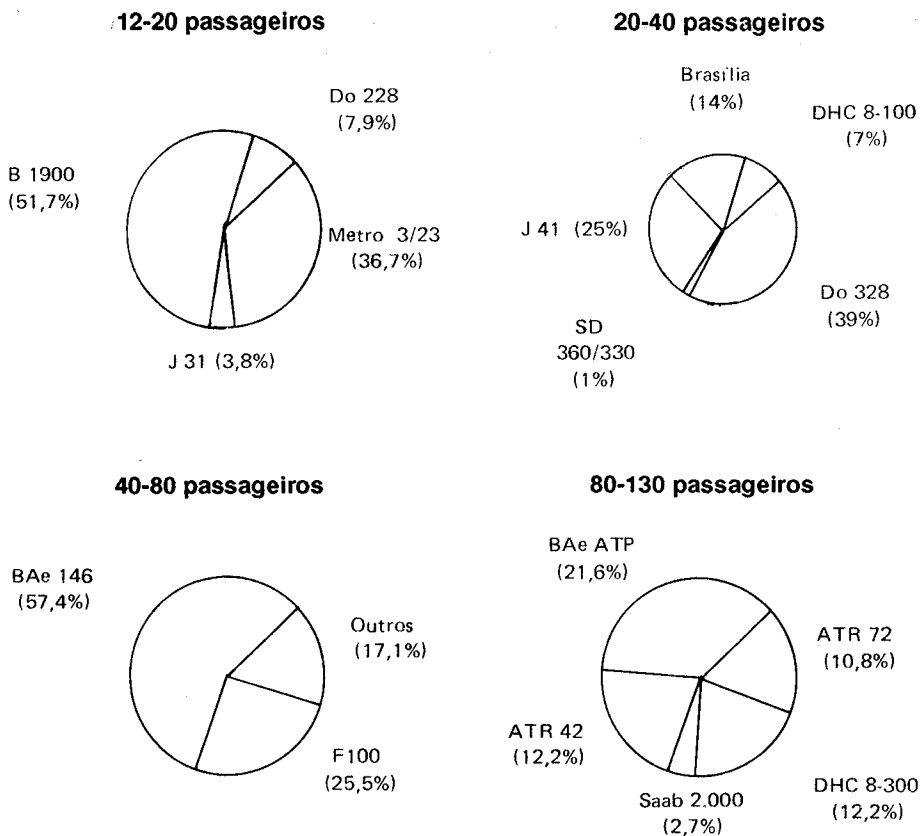 12-20 passageiros
Do 228
(7,9%)
B 1900
(51,7%)
Metro 3/23
(36,7%)
J 31 (3,8%)
20-40 passageiros
Brasília
(14%)
DHC 8-100
(7%)
J 41 (25%)
Do 328
(39%)
SD
360/330
(1%)
40-80 passageiros
BAe 146
(57,4%)
Outros
(17,1%)
F100
(25,5%)
80-130 passageiros
BAe ATP
(21,6%)
ATR 72
(10,8%)
ATR 42
(12,2%)
DHC 8-300
(12,2%)
Saab 2.000
(2,7%)